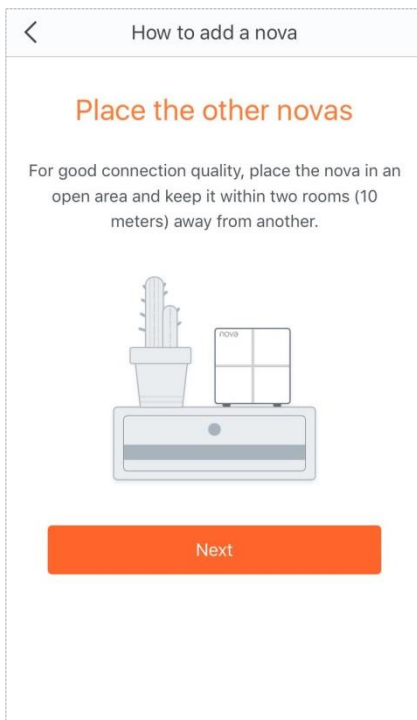 How to add a nova
Place the other novas
For good connection quality, place the nova in an
open area and keep it within two rooms (10
meters) away from another.
nova
Next